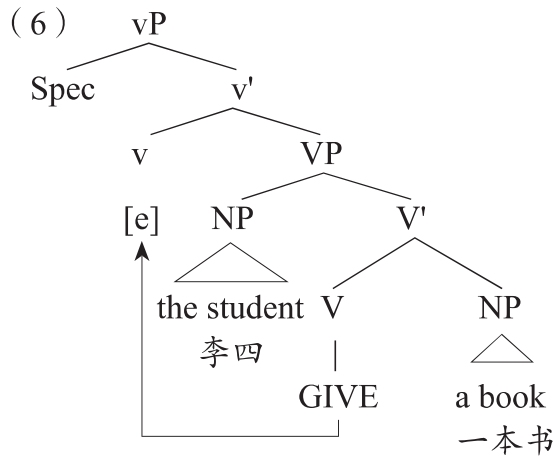 （6） vP
Spec v'
v VP
[e] NP V'
the student V NP
李四
GIVE a book
一本书